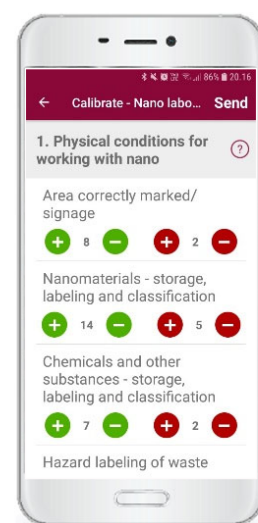 86% 20.16
← Calibrate - Nano labo... Send
1. Physical conditions for
working with nano ?
Area correctly marked/
signage
+ 8 − + 2 −
Nanomaterials - storage,
labeling and classification
+ 14 − + 5 −
Chemicals and other
substances - storage,
labeling and classification
+ 7 − + 2 −
Hazard labeling of waste